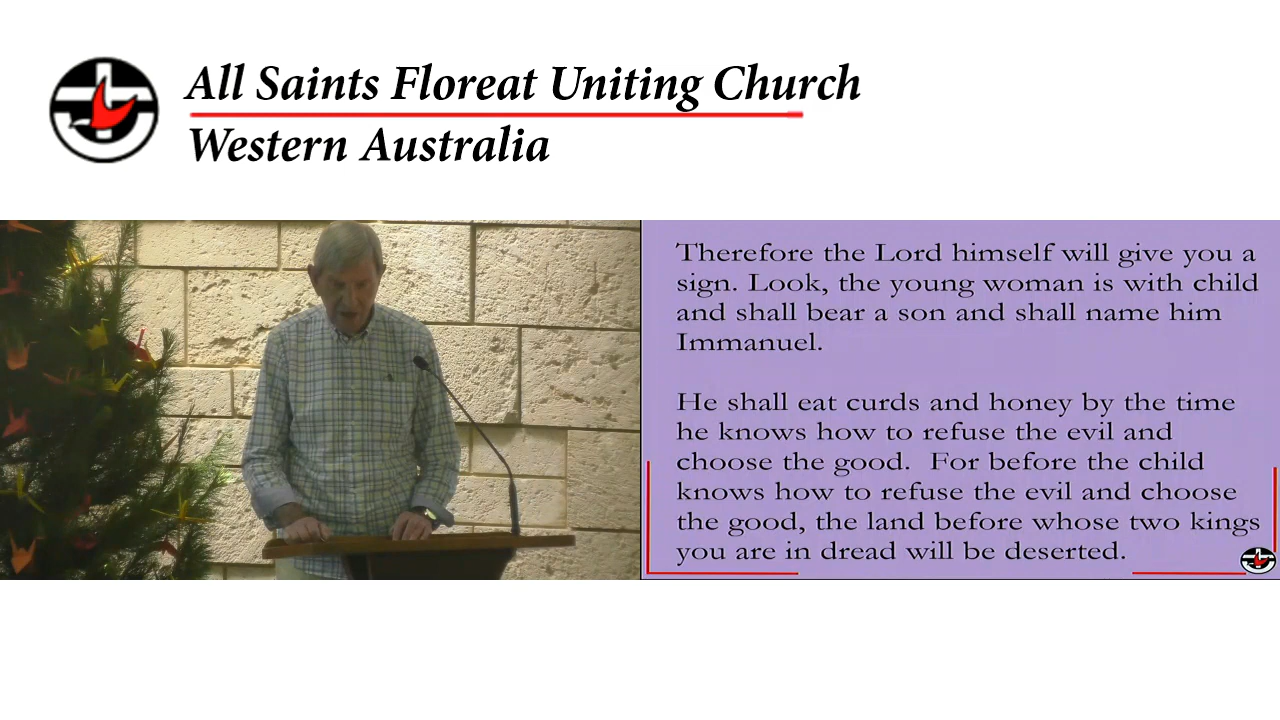 All Saints Floreat Uniting Church
Western Australia
Therefore the Lord himself will give you a
sign. Look, the young woman is with child
and shall bear a son and shall name him
Immanuel.
He shall eat curds and honey by the time
he knows how to refuse the evil and
choose the good.  For before the child
knows how to refuse the evil and choose
the good, the land before whose two kings
you are in dread will be deserted.